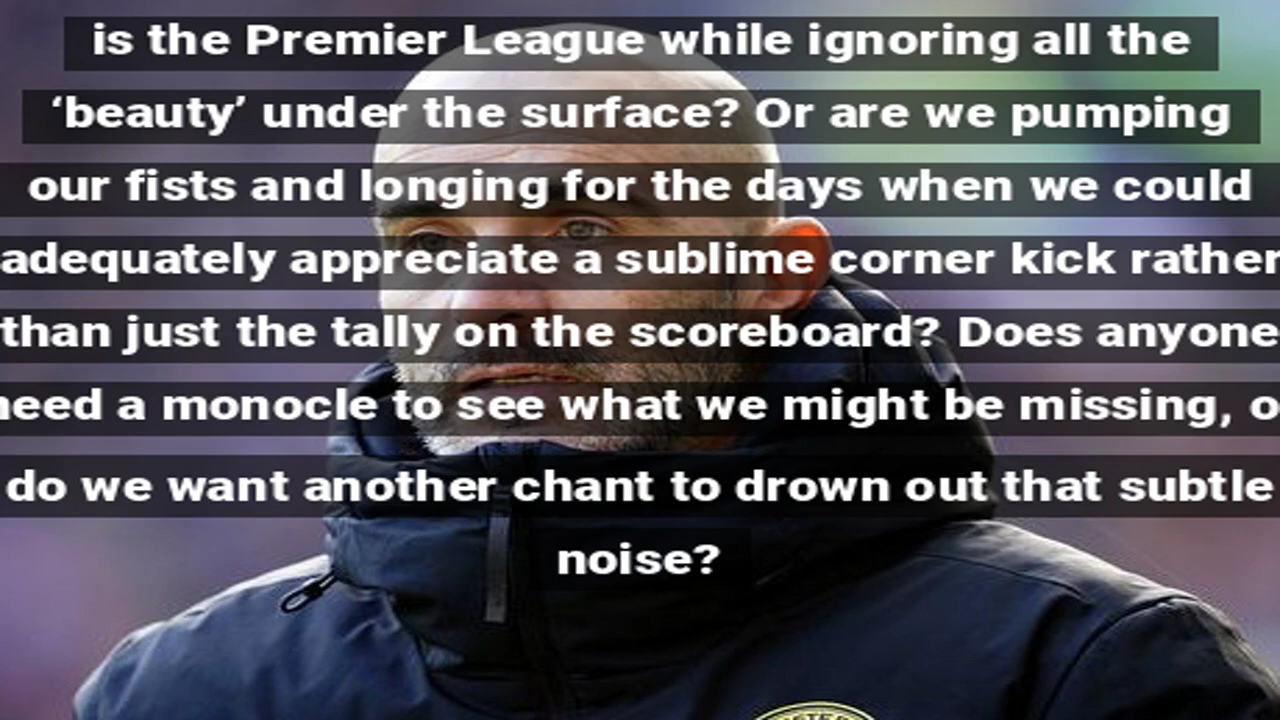 is the Premier League while ignoring all the
‘beauty’ under the surface? Or are we pumping
our fists and longing for the days when we could
adequately appreciate a sublime corner kick rather
than just the tally on the scoreboard? Does anyone
need a monocle to see what we might be missing, o
do we want another chant to drown out that subtle
noise?